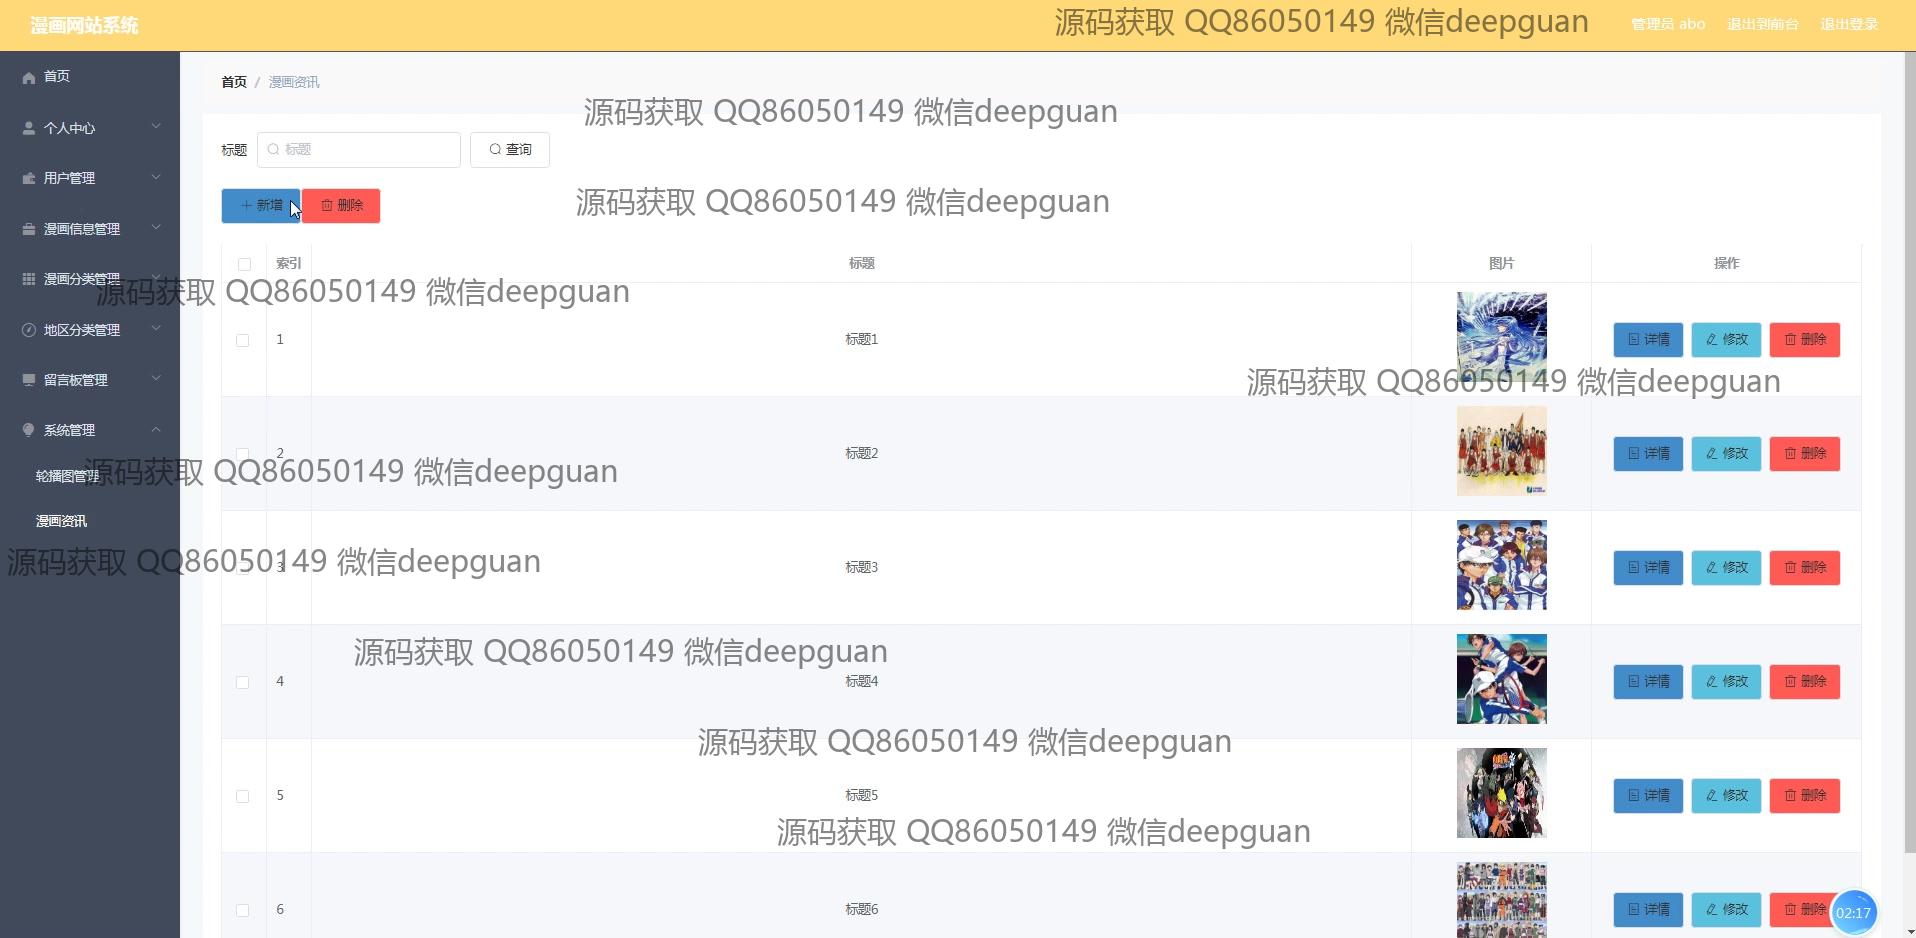 漫画网站系统
源码获取 QQ86050149 微信deepguan
管理员 abo 退出到前台 退出登录
首页
个人中心
用户管理
漫画信息管理
漫画分类管理
地区分类管理
留言板管理
系统管理
轮播图管理
漫画资讯
首页 / 漫画资讯
源码获取 QQ86050149 微信deepguan
标题 标题 查询
源码获取 QQ86050149 微信deepguan
新增 删除
索引 标题 图片 操作
源码获取 QQ86050149 微信deepguan
1 标题1 详情 修改 删除
源码获取 QQ86050149 微信deepguan
2 标题2 详情 修改 删除
源码获取 QQ86050149 微信deepguan
3 标题3 详情 修改 删除
源码获取 QQ86050149 微信deepguan
源码获取 QQ86050149 微信deepguan
4 标题4 详情 修改 删除
源码获取 QQ86050149 微信deepguan
5 标题5 详情 修改 删除
源码获取 QQ86050149 微信deepguan
6 标题6 详情 修改 删除
02:17